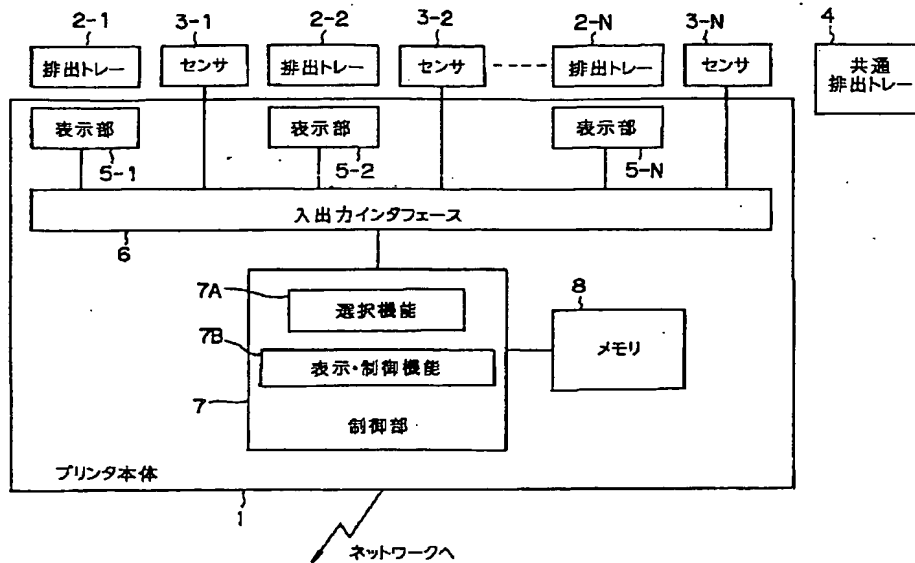 2-1 3-1 2-2 3-2 2-N 3-N 4
排出トレー センサ 排出トレー センサ 排出トレー センサ 共通
排出トレー
表示部 表示部 表示部
5-1 5-2 5-N
入出力インタフェース
6
7A 選択機能
8
7B 表示・制御機能
メモリ
7
制御部
プリンタ本体
1
ネットワークへ